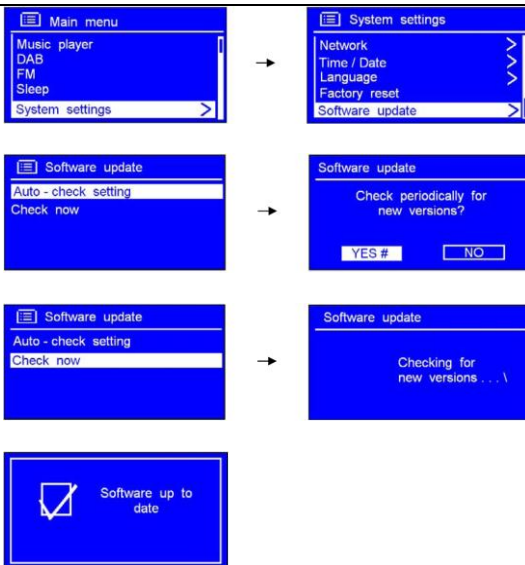 Main menu
Music player
DAB
FM
Sleep
System settings >
→
System settings
Network >
Time / Date >
Language >
Factory reset
Software update >
Software update
Auto - check setting
Check now
→
Software update
Check periodically for
new versions?
YES # NO
Software update
Auto - check setting
Check now
→
Software update
Checking for
new versions . . . \
Software up to
date